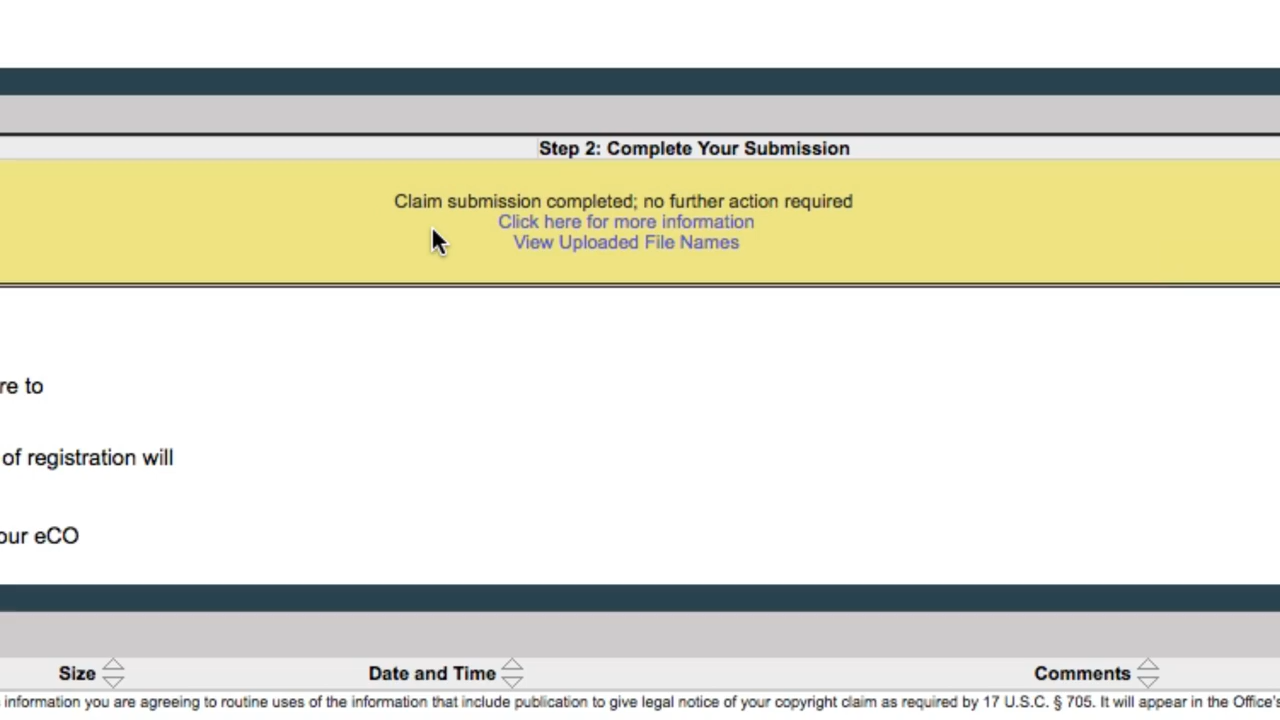 Step 2: Complete Your Submission
Claim submission completed; no further action required
Click here for more information
View Uploaded File Names
re to
of registration will
our eCO
Size Date and Time Comments
information you are agreeing to routine uses of the information that include publication to give legal notice of your copyright claim as required by 17 U.S.C. § 705. It will appear in the Office's